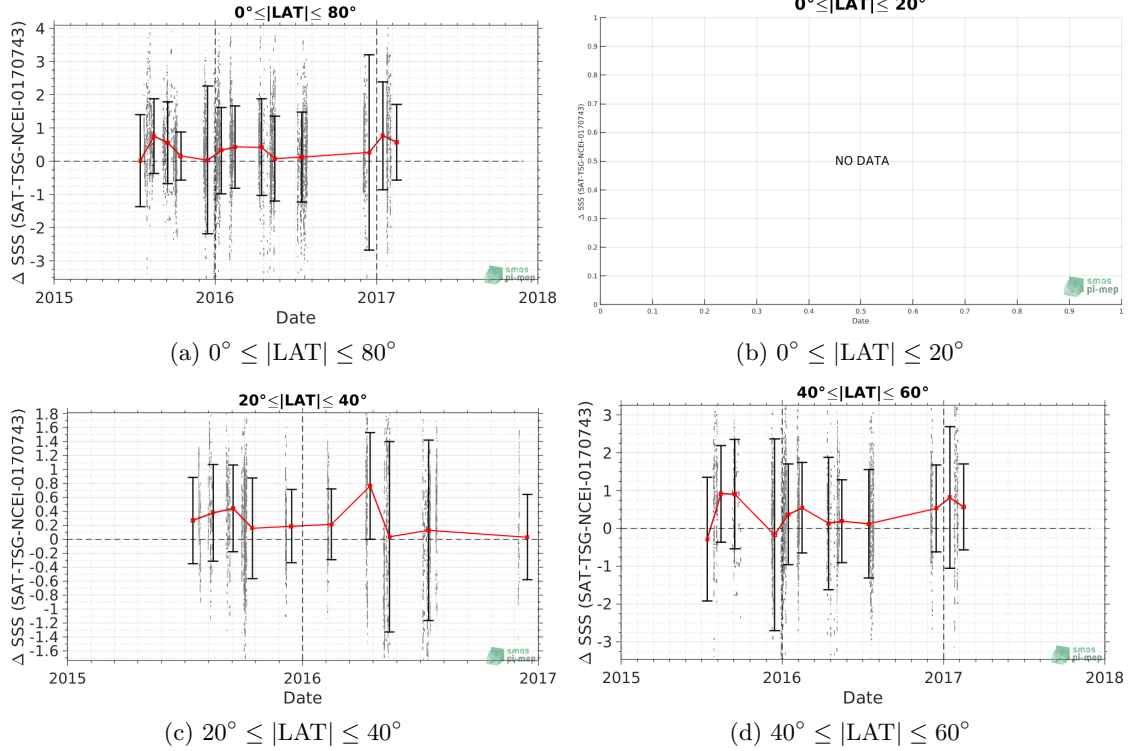 0°≤|LAT|≤ 80°
Δ SSS (SAT-TSG-NCEI-0170743)
4
3
2
1
0
-1
-2
-3
2015
2016
2017
2018
Date
smos
pi-mep
(a) 0° ≤ |LAT| ≤ 80°
0°≤|LAT|≤ 20°
Δ SSS (SAT-TSG-NCEI-0170743)
1
0.9
0.8
0.7
0.6
0.5
0.4
0.3
0.2
0.1
0
NO DATA
0
0.1
0.2
0.3
0.4
0.5
0.6
0.7
0.8
0.9
1
Date
smos
pi-mep
(b) 0° ≤ |LAT| ≤ 20°
20°≤|LAT|≤ 40°
Δ SSS (SAT-TSG-NCEI-0170743)
1.8
1.6
1.4
1.2
1
0.8
0.6
0.4
0.2
0
-0.2
-0.4
-0.6
-0.8
-1
-1.2
-1.4
-1.6
2015
2016
2017
Date
smos
pi-mep
(c) 20° ≤ |LAT| ≤ 40°
40°≤|LAT|≤ 60°
Δ SSS (SAT-TSG-NCEI-0170743)
3
2
1
0
-1
-2
-3
2015
2016
2017
2018
Date
smos
pi-mep
(d) 40° ≤ |LAT| ≤ 60°